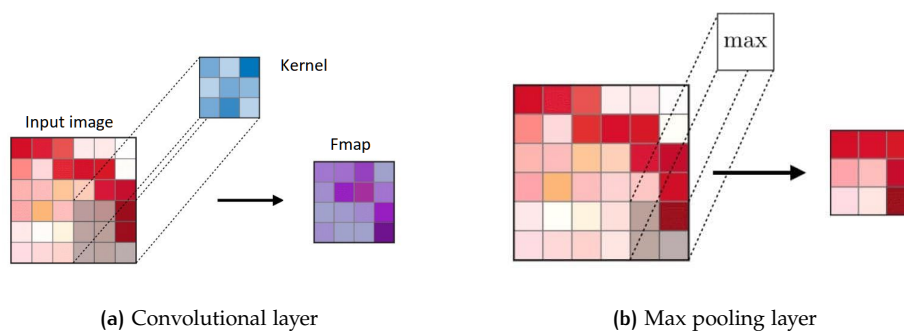 max
Kernel
Input image
Fmap
(a) Convolutional layer
(b) Max pooling layer